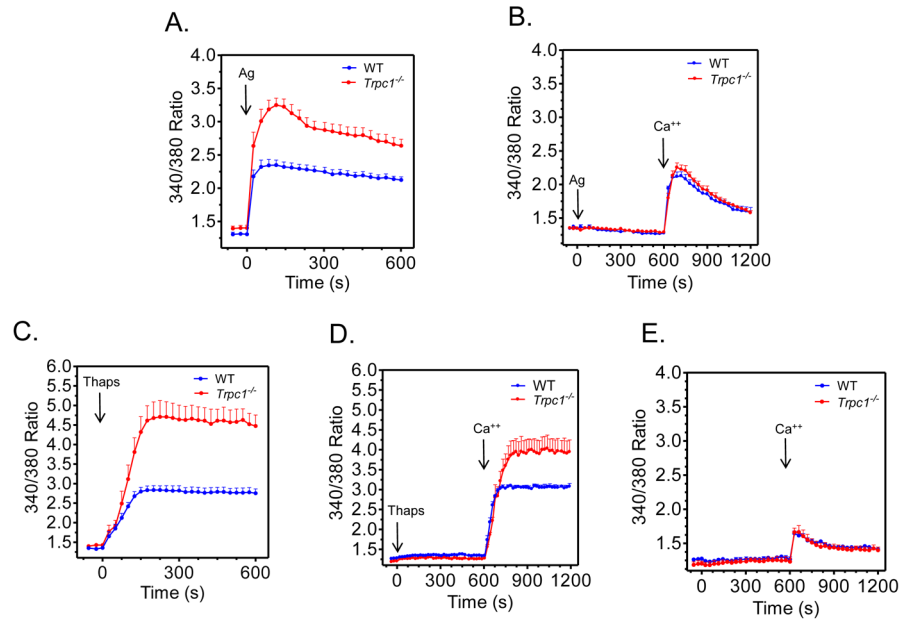 A.
4.0
3.5
3.0
2.5
2.0
1.5
340/380 Ratio
Ag
WT
Trpc1-/-
0
300
600
Time (s)
B.
4.0
3.5
3.0
2.5
2.0
1.5
340/380 Ratio
Ag
Ca++
WT
Trpc1-/-
0
300
600
900
1200
Time (s)
C.
6.0
5.5
5.0
4.5
4.0
3.5
3.0
2.5
2.0
1.5
340/380 Ratio
Thaps
WT
Trpc1-/-
0
300
600
Time (s)
D.
6.0
5.5
5.0
4.5
4.0
3.5
3.0
2.5
2.0
1.5
340/380 Ratio
Thaps
Ca++
WT
Trpc1-/-
0
300
600
900
1200
Time (s)
E.
4.0
3.5
3.0
2.5
2.0
1.5
340/380 Ratio
Ca++
WT
Trpc1-/-
0
300
600
900
1200
Time (s)